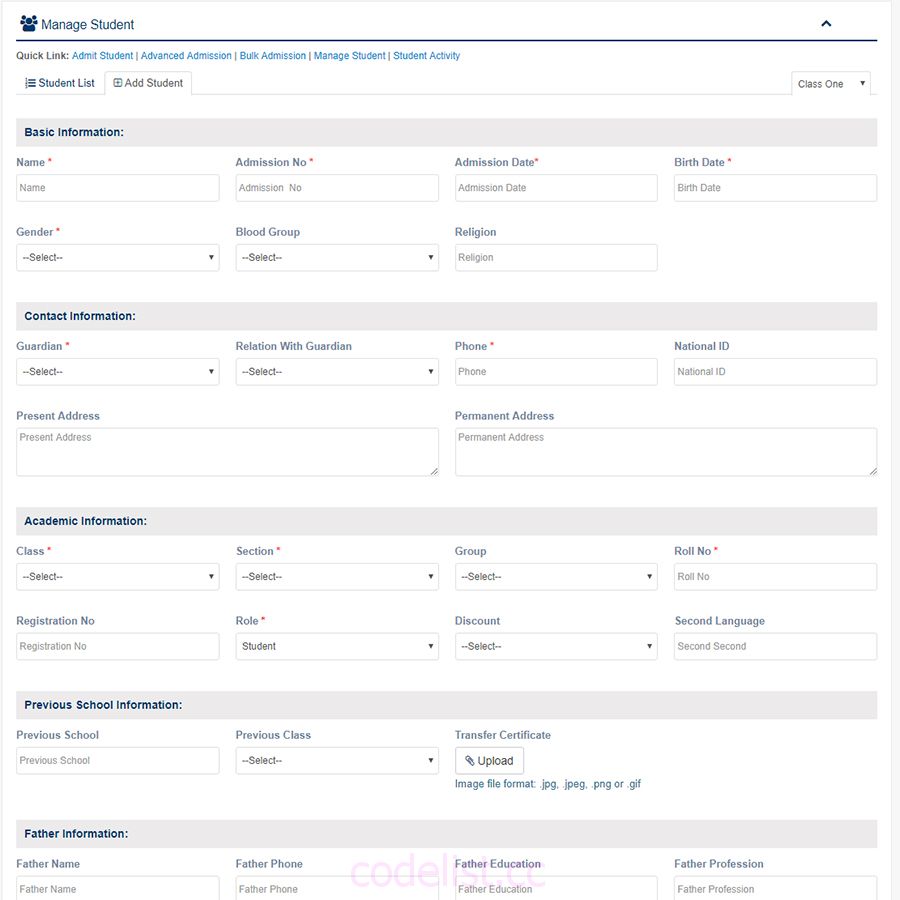 Manage Student
Quick Link: Admit Student | Advanced Admission | Bulk Admission | Manage Student | Student Activity
Student List Add Student Class One
Basic Information:
Name * Admission No * Admission Date* Birth Date *
Name Admission No Admission Date Birth Date
Gender * Blood Group Religion
--Select-- --Select-- Religion
Contact Information:
Guardian * Relation With Guardian Phone * National ID
--Select-- --Select-- Phone National ID
Present Address Permanent Address
Present Address Permanent Address
Academic Information:
Class * Section * Group Roll No *
--Select-- --Select-- --Select-- Roll No
Registration No Role * Discount Second Language
Registration No Student --Select-- Second Second
Previous School Information:
Previous School Previous Class Transfer Certificate
Previous School --Select-- Upload
Image file format: .jpg, .jpeg, .png or .gif
Father Information:
Father Name Father Phone Father Education Father Profession
codelist.cc
Father Name Father Phone Father Education Father Profession